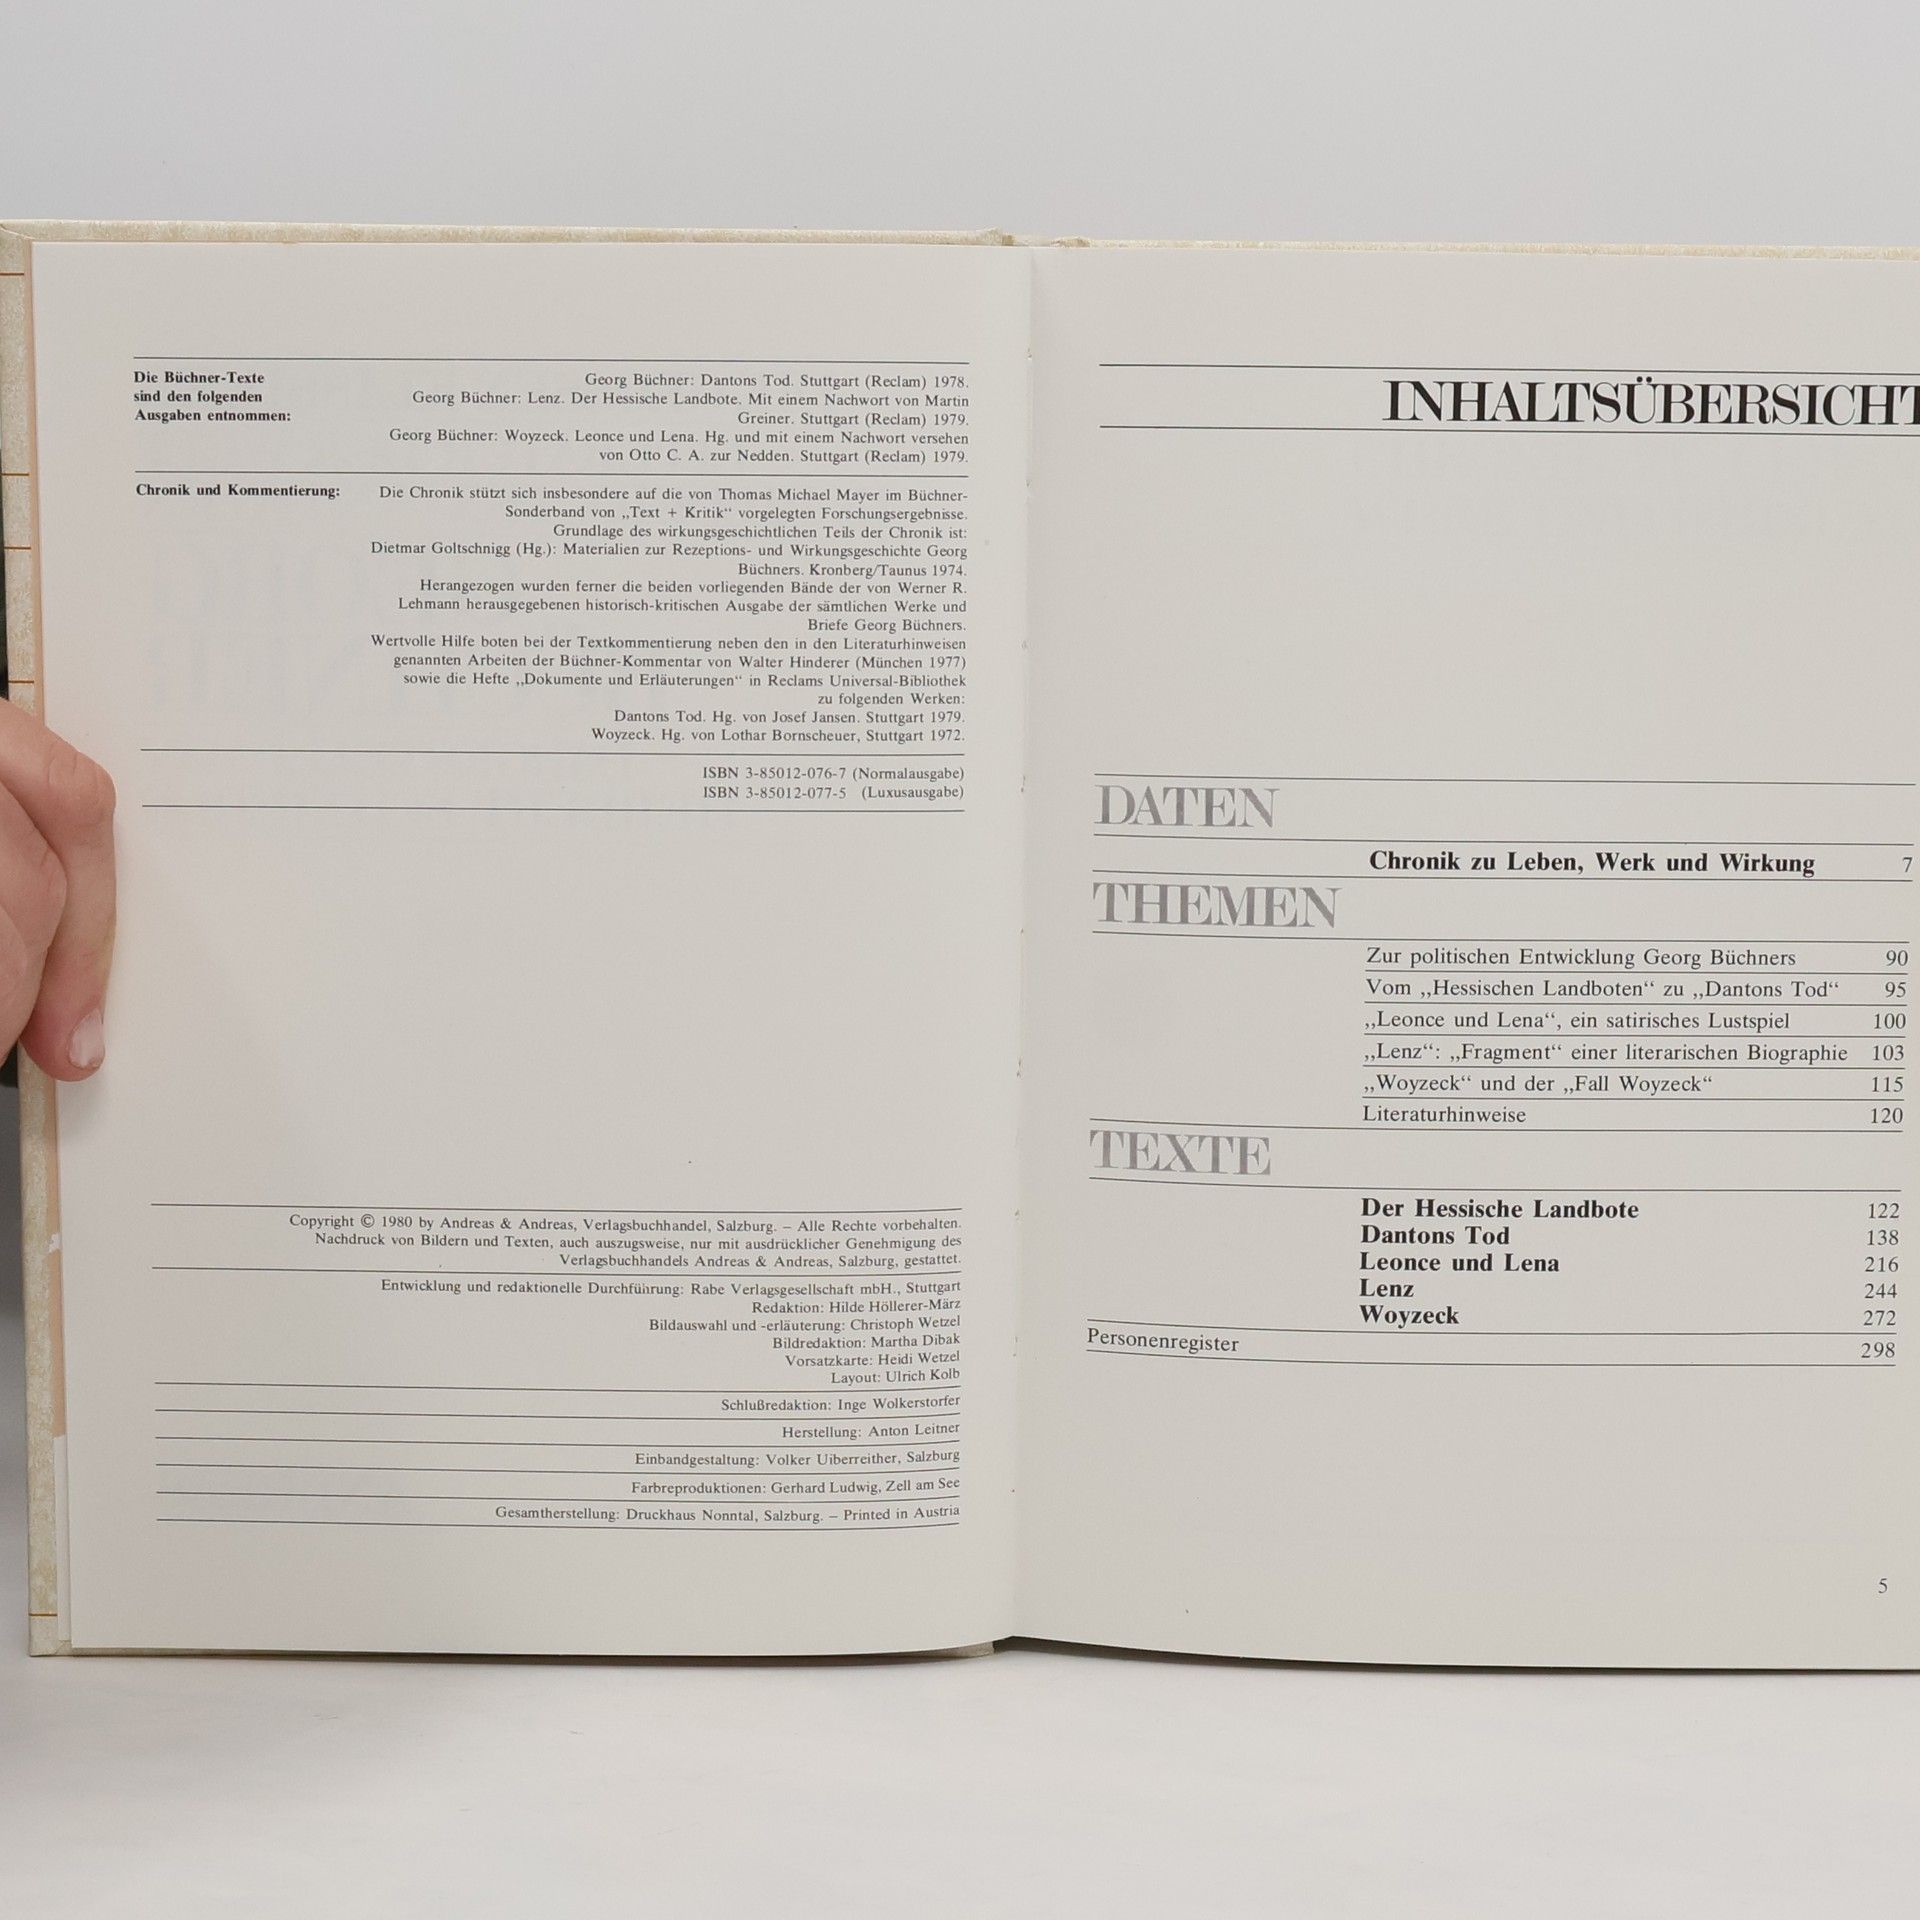 Die Büchner-Texte
sind den folgenden
Ausgaben entnommen:
Georg Büchner: Dantons Tod. Stuttgart (Reclam) 1978.
Georg Büchner: Lenz. Der Hessische Landbote. Mit einem Nachwort von Martin
Greiner. Stuttgart (Reclam) 1979.
Georg Büchner: Woyzeck. Leonce und Lena. Hg. und mit einem Nachwort versehen
von Otto C. A. zur Nedden. Stuttgart (Reclam) 1979.
Chronik und Kommentierung:
Die Chronik stützt sich insbesondere auf die von Thomas Michael Mayer im Büchner-
Sonderband von „Text + Kritik“ vorgelegten Forschungsergebnisse.
Grundlage des wirkungsgeschichtlichen Teils der Chronik ist:
Dietmar Goltschnigg (Hg.): Materialien zur Rezeptions- und Wirkungsgeschichte Georg
Büchners. Kronberg/Taunus 1974.
Herangezogen wurden ferner die beiden vorliegenden Bände der von Werner R.
Lehmann herausgegebenen historisch-kritischen Ausgabe der sämtlichen Werke und
Briefe Georg Büchners.
Wertvolle Hilfe boten bei der Textkommentierung neben den in den Literaturhinweisen
genannten Arbeiten der Büchner-Kommentar von Walter Hinderer (München 1977)
sowie die Hefte „Dokumente und Erläuterungen“ in Reclams Universal-Bibliothek
zu folgenden Werken:
Dantons Tod. Hg. von Josef Jansen. Stuttgart 1979.
Woyzeck. Hg. von Lothar Bornscheuer, Stuttgart 1972.
ISBN 3-85012-076-7 (Normalausgabe)
ISBN 3-85012-077-5 (Luxusausgabe)
Copyright © 1980 by Andreas & Andreas, Verlagsbuchhandel, Salzburg. – Alle Rechte vorbehalten.
Nachdruck von Bildern und Texten, auch auszugsweise, nur mit ausdrücklicher Genehmigung des
Verlagsbuchhandels Andreas & Andreas, Salzburg, gestattet.
Entwicklung und redaktionelle Durchführung: Rabe Verlagsgesellschaft mbH., Stuttgart
Redaktion: Hilde Höllerer-März
Bildauswahl und -erläuterung: Christoph Wetzel
Bildredaktion: Martha Dibak
Vorsatzkarte: Heidi Wetzel
Layout: Ulrich Kolb
Schlußredaktion: Inge Wolkerstorfer
Herstellung: Anton Leitner
Einbandgestaltung: Volker Uiberreither, Salzburg
Farbreproduktionen: Gerhard Ludwig, Zell am See
Gesamtherstellung: Druckhaus Nonntal, Salzburg. – Printed in Austria
INHALTSÜBERSICHT
DATEN
Chronik zu Leben, Werk und Wirkung 7
THEMEN
Zur politischen Entwicklung Georg Büchners 90
Vom „Hessischen Landboten“ zu „Dantons Tod“ 95
„Leonce und Lena“, ein satirisches Lustspiel 100
„Lenz“: „Fragment“ einer literarischen Biographie 103
„Woyzeck“ und der „Fall Woyzeck“ 115
Literaturhinweise 120
TEXTE
Der Hessische Landbote 122
Dantons Tod 138
Leonce und Lena 216
Lenz 244
Woyzeck 272
Personenregister 298
5